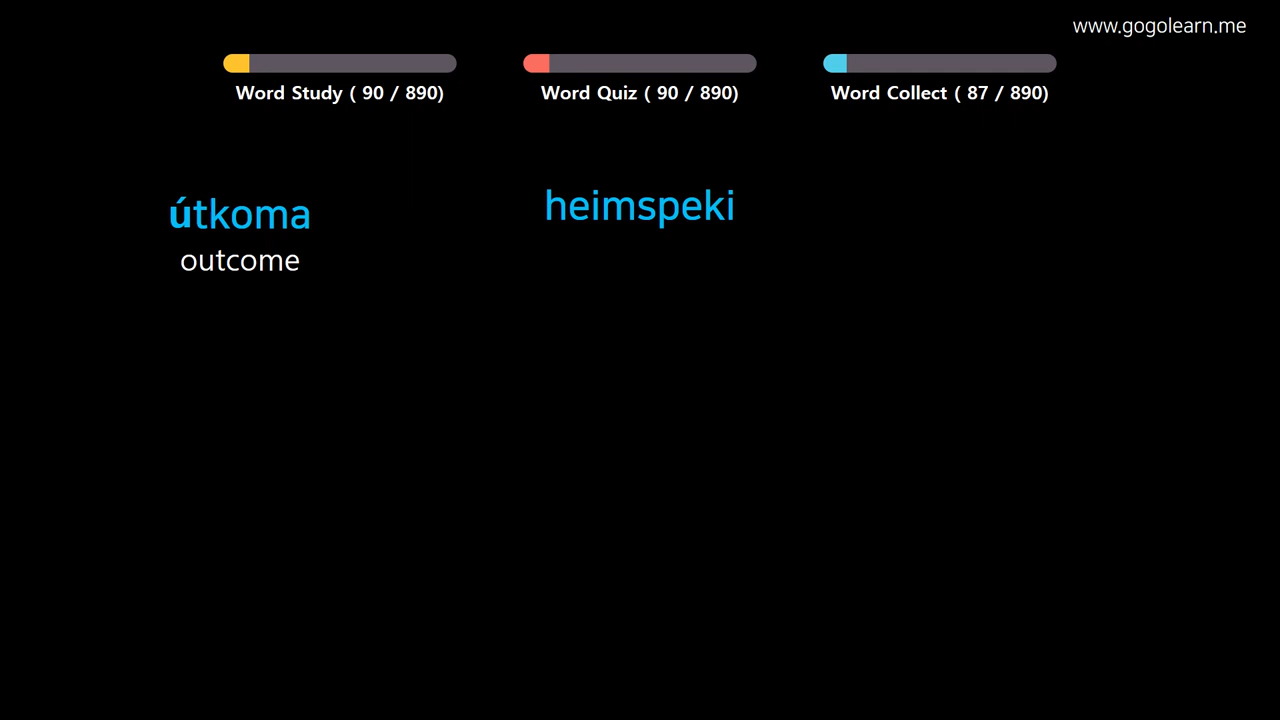 www.gogolearn.me
Word Study ( 90 / 890)
Word Quiz ( 90 / 890)
Word Collect ( 87 / 890)
útkoma
outcome
heimspeki